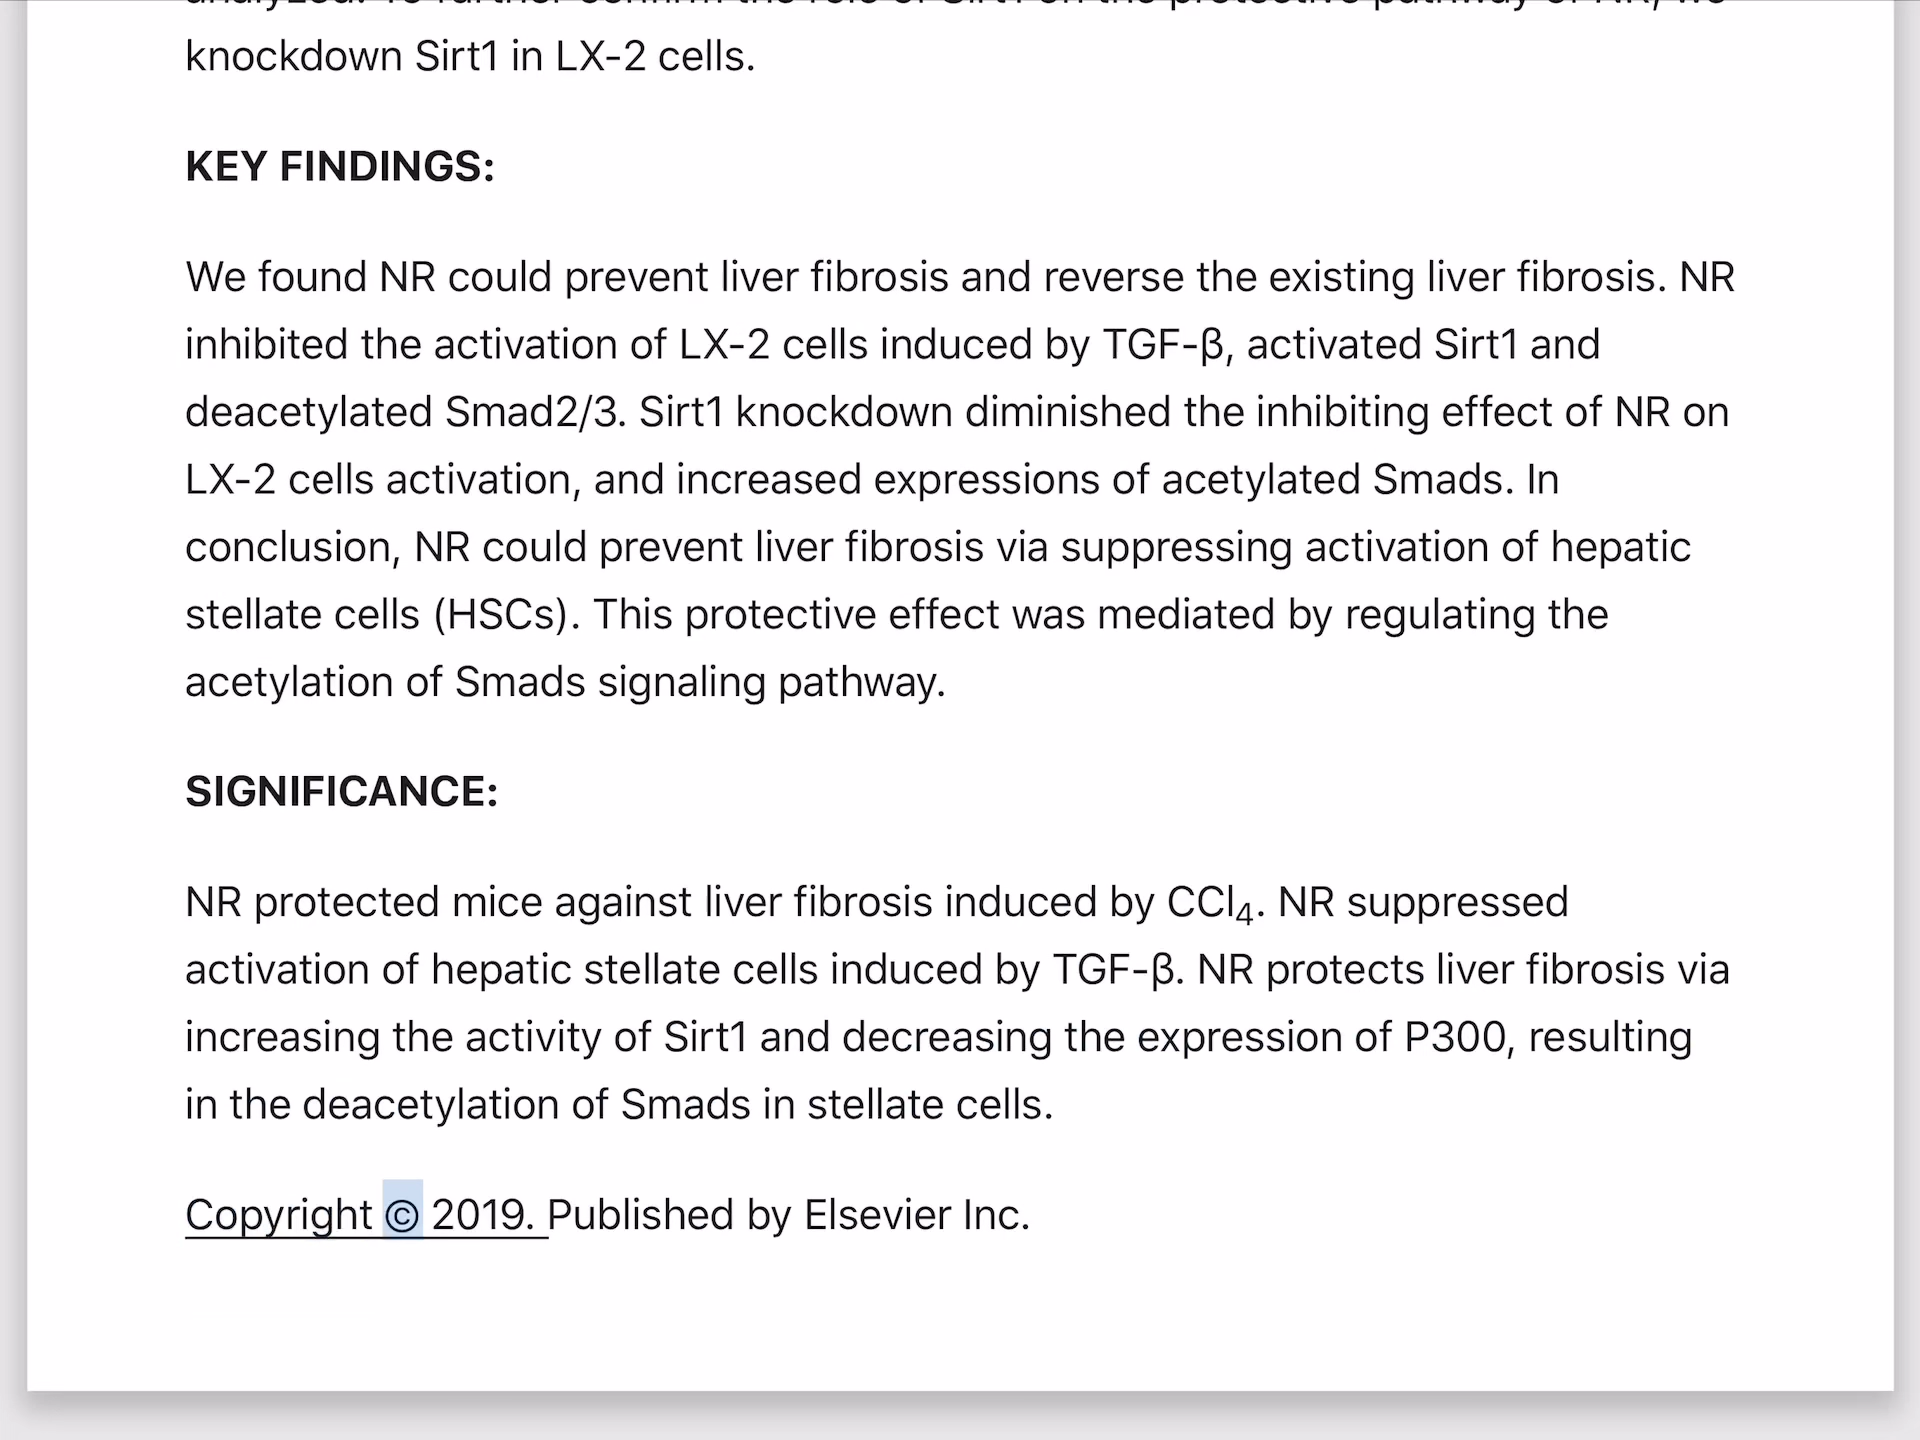 knockdown Sirt1 in LX-2 cells.
KEY FINDINGS:
We found NR could prevent liver fibrosis and reverse the existing liver fibrosis. NR
inhibited the activation of LX-2 cells induced by TGF-β, activated Sirt1 and
deacetylated Smad2/3. Sirt1 knockdown diminished the inhibiting effect of NR on
LX-2 cells activation, and increased expressions of acetylated Smads. In
conclusion, NR could prevent liver fibrosis via suppressing activation of hepatic
stellate cells (HSCs). This protective effect was mediated by regulating the
acetylation of Smads signaling pathway.
SIGNIFICANCE:
NR protected mice against liver fibrosis induced by CCl₄. NR suppressed
activation of hepatic stellate cells induced by TGF-β. NR protects liver fibrosis via
increasing the activity of Sirt1 and decreasing the expression of P300, resulting
in the deacetylation of Smads in stellate cells.
Copyright © 2019. Published by Elsevier Inc.